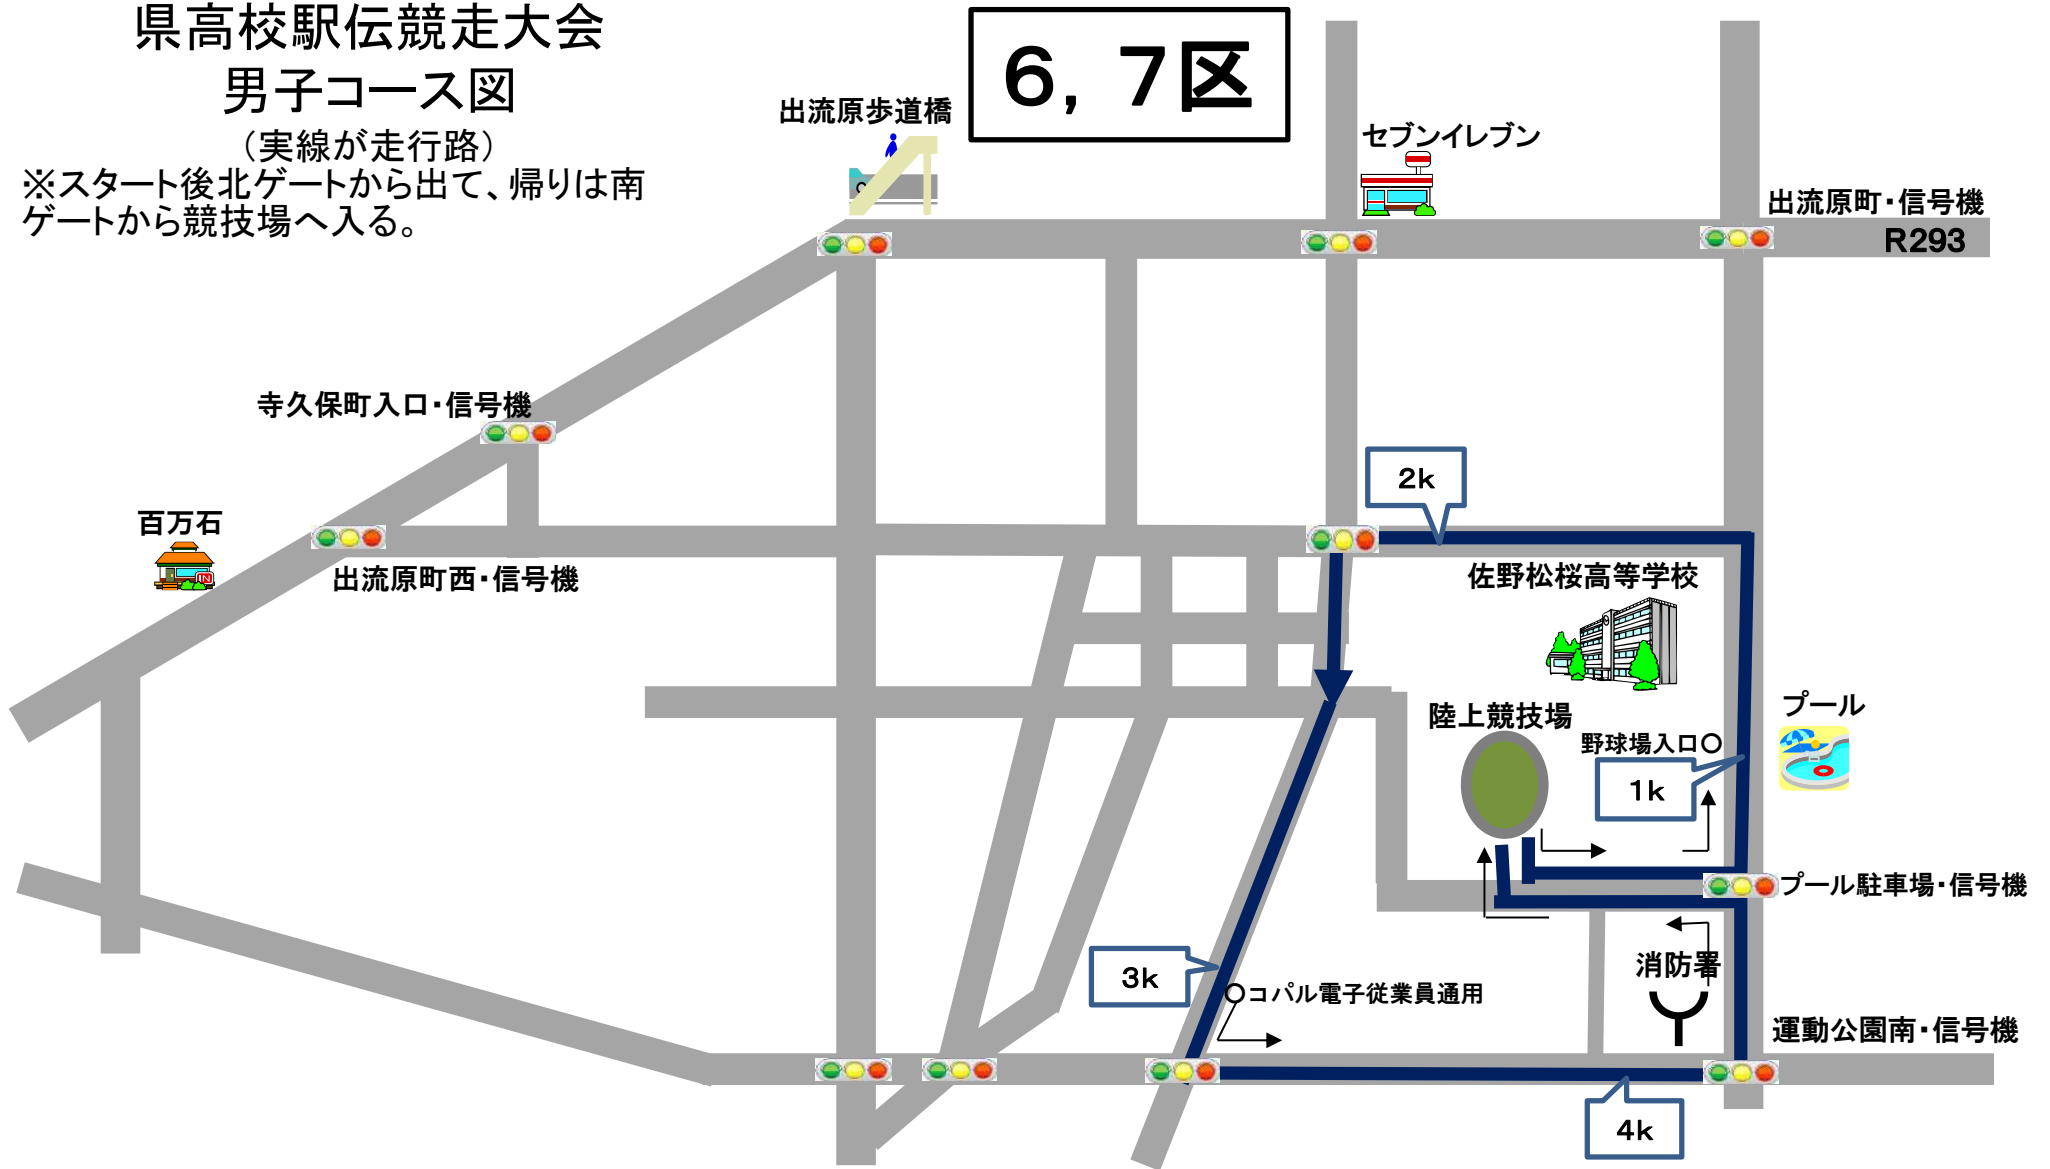 県高校駅伝競走大会
男子コース図
（実線が走行路）
※スタート後北ゲートから出て、帰りは南
ゲートから競技場へ入る。
6，7区
出流原歩道橋
セブンイレブン
出流原町・信号機
R293
寺久保町入口・信号機
2k
百万石
出流原町西・信号機
佐野松桜高等学校
プール
陸上競技場
野球場入口○
1k
プール駐車場・信号機
消防署
3k
○コパル電子従業員通用
運動公園南・信号機
4k